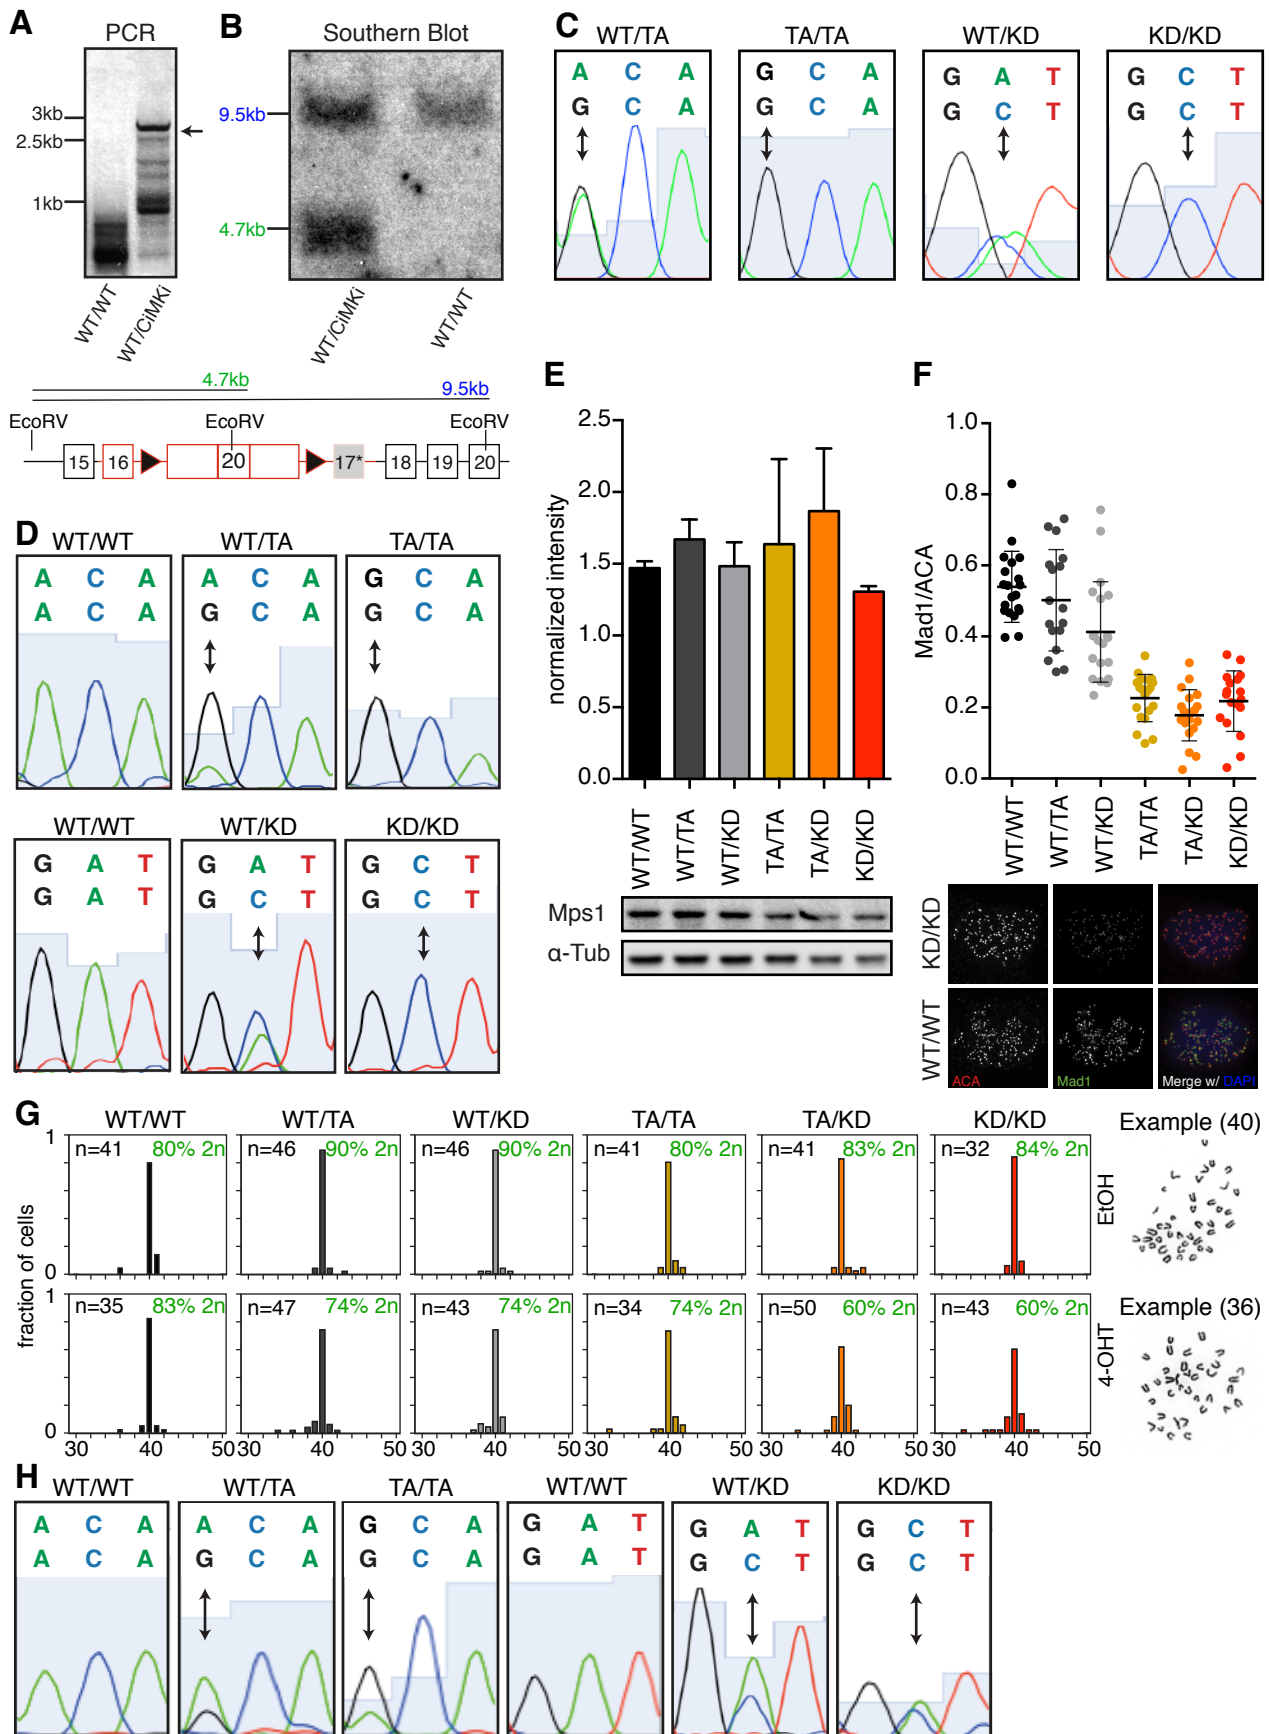 A
PCR
3kb
2.5kb
1kb
WT/WT
WT/CiMKi
B
Southern Blot
9.5kb
4.7kb
WT/CiMKi
WT/WT
4.7kb
9.5kb
EcoRV
EcoRV
EcoRV
15 16 20 17* 18 19 20
C
WT/TA TA/TA WT/KD KD/KD
A C A G C A G A T G C T
G C A G C A G C T G C T
D
WT/WT WT/TA TA/TA
A C A A C A G C A
A C A G C A G C A
WT/WT WT/KD KD/KD
G A T G A T G C T
G A T G C T G C T
E
normalized intensity
2.5
2.0
1.5
1.0
0.5
0.0
WT/WT WT/TA WT/KD TA/TA TA/KD KD/KD
Mps1
α-Tub
F
Mad1/ACA
1.0
0.8
0.6
0.4
0.2
0.0
WT/WT WT/TA WT/KD TA/TA TA/KD KD/KD
KD/KD
WT/WT
ACA Mad1 Merge w/ DAPI
G
WT/WT WT/TA WT/KD TA/TA TA/KD KD/KD Example (40)
1
n=41 80% 2n n=46 90% 2n n=46 90% 2n n=41 80% 2n n=41 83% 2n n=32 84% 2n
EtOH
0
fraction of cells
1
n=35 83% 2n n=47 74% 2n n=43 74% 2n n=34 74% 2n n=50 60% 2n n=43 60% 2n
Example (36)
4-OHT
0
30 40 50 30 40 50 30 40 50 30 40 50 30 40 50 30 40 50
H
WT/WT WT/TA TA/TA WT/WT WT/KD KD/KD
A C A A C A G C A G A T G A T G C T
A C A G C A G C A G A T G C T G C T